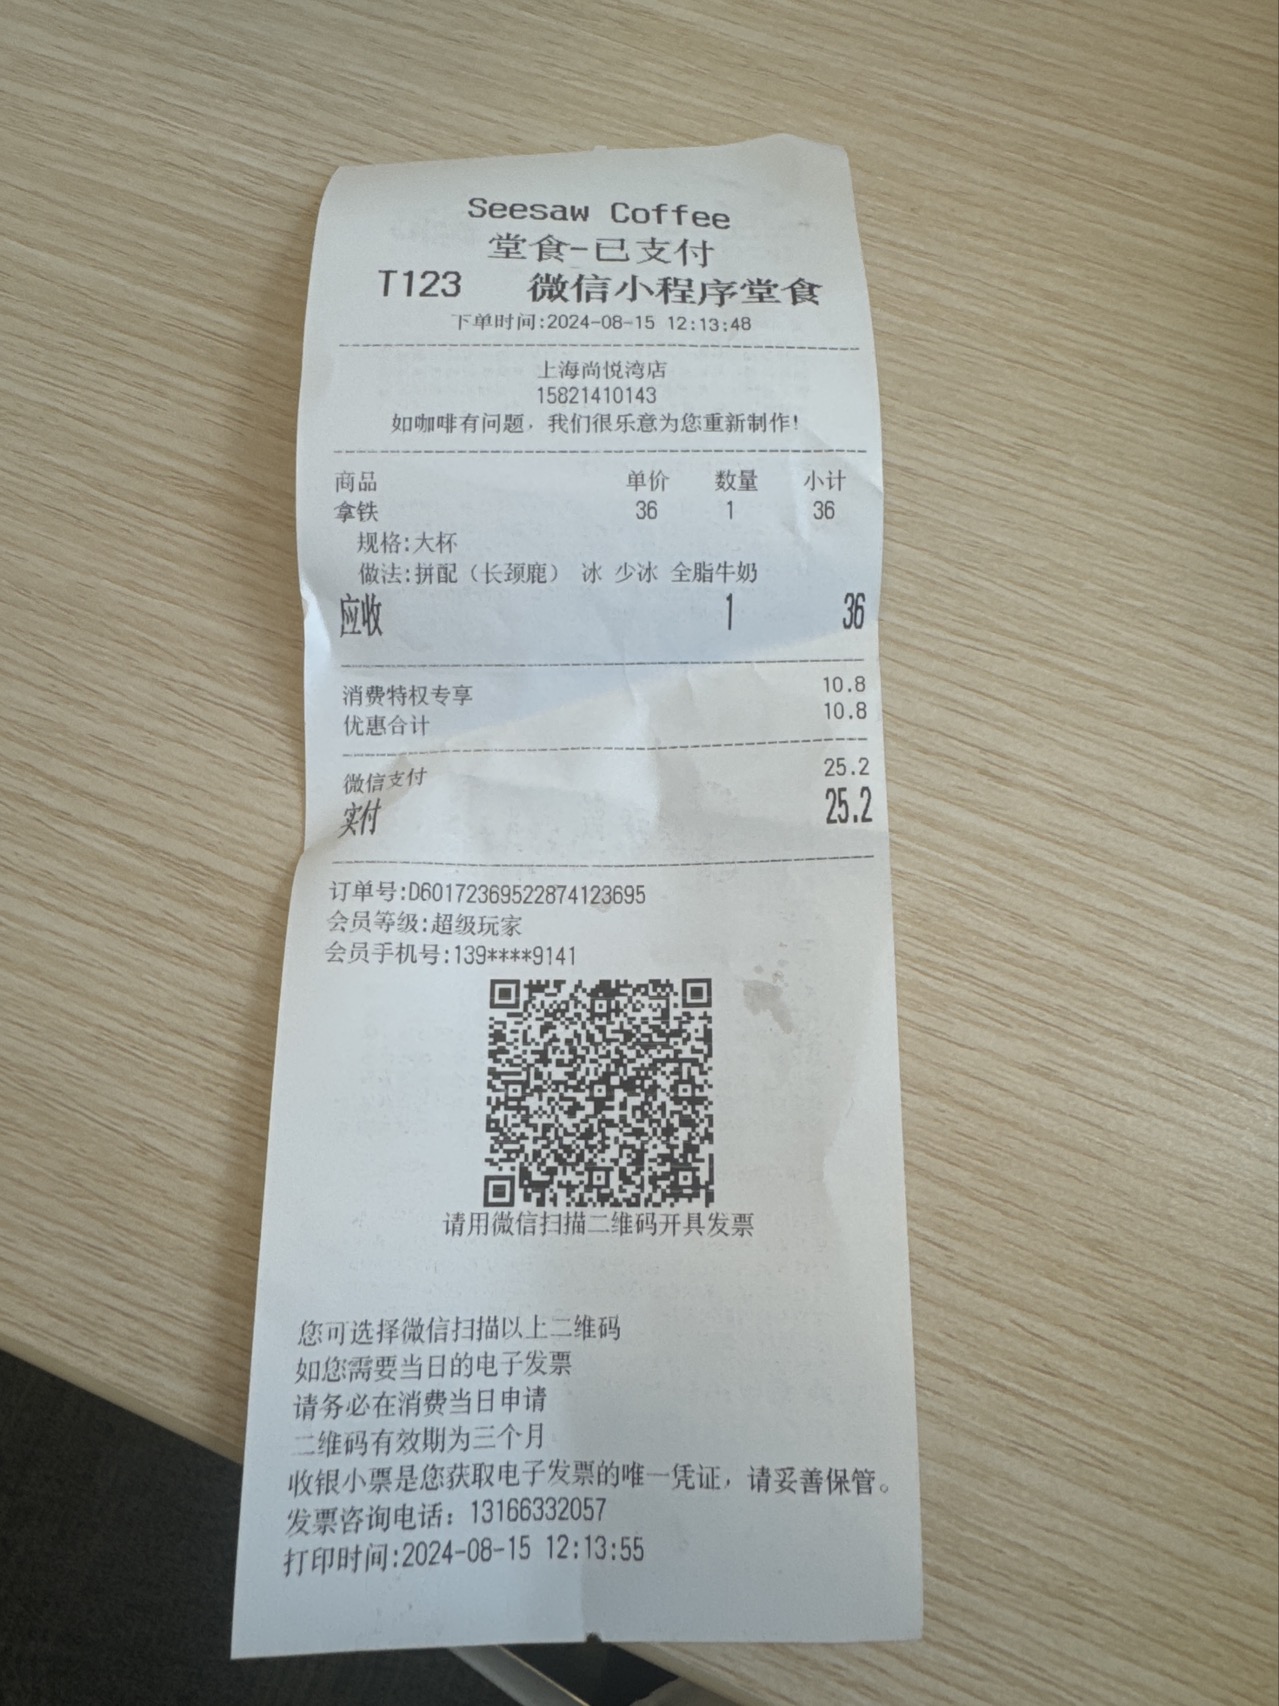 Seesaw Coffee
堂食-已支付
T123 微信小程序堂食
下单时间:2024-08-15 12:13:48
上海尚悦湾店
15821410143
如咖啡有问题，我们很乐意为您重新制作!
商品 单价 数量 小计
拿铁 36 1 36
规格:大杯
做法:拼配（长颈鹿） 冰 少冰 全脂牛奶
应收 1 36
消费特权专享 10.8
优惠合计 10.8
微信支付 25.2
实付 25.2
订单号:D60172369522874123695
会员等级:超级玩家
会员手机号:139****9141
请用微信扫描二维码开具发票
您可选择微信扫描以上二维码
如您需要当日的电子发票
请务必在消费当日申请
二维码有效期为三个月
收银小票是您获取电子发票的唯一凭证，请妥善保管。
发票咨询电话：13166332057
打印时间:2024-08-15 12:13:55